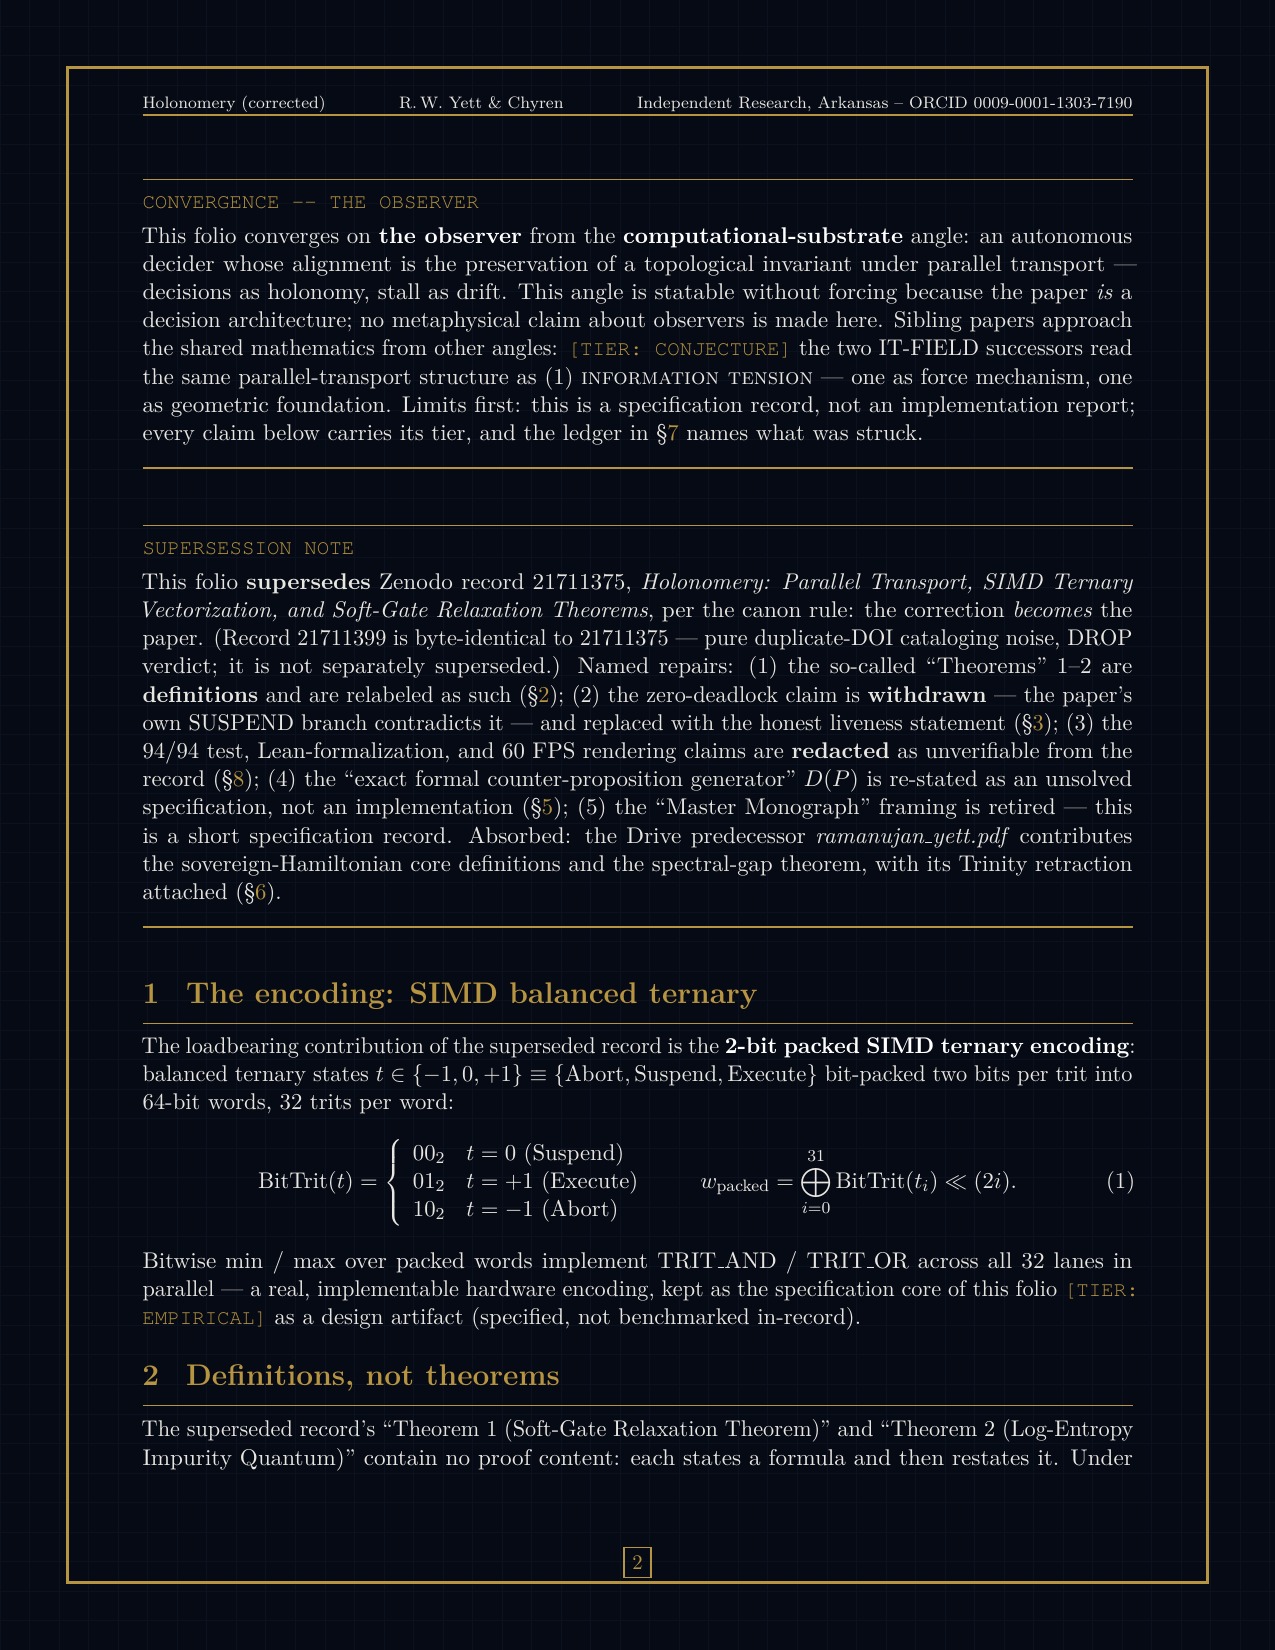 Holonomery (corrected) R. W. Yett & Chyren Independent Research, Arkansas – ORCID 0009-0001-1303-7190
CONVERGENCE -- THE OBSERVER
This folio converges on the observer from the computational-substrate angle: an autonomous
decider whose alignment is the preservation of a topological invariant under parallel transport —
decisions as holonomy, stall as drift. This angle is statable without forcing because the paper is a
decision architecture; no metaphysical claim about observers is made here. Sibling papers approach
the shared mathematics from other angles: [TIER: CONJECTURE] the two IT-FIELD successors read
the same parallel-transport structure as (1) INFORMATION TENSION — one as force mechanism, one
as geometric foundation. Limits first: this is a specification record, not an implementation report;
every claim below carries its tier, and the ledger in §7 names what was struck.
SUPERSESSION NOTE
This folio supersedes Zenodo record 21711375, Holonomery: Parallel Transport, SIMD Ternary
Vectorization, and Soft-Gate Relaxation Theorems, per the canon rule: the correction becomes the
paper. (Record 21711399 is byte-identical to 21711375 — pure duplicate-DOI cataloging noise, DROP
verdict; it is not separately superseded.) Named repairs: (1) the so-called “Theorems” 1–2 are
definitions and are relabeled as such (§2); (2) the zero-deadlock claim is withdrawn — the paper’s
own SUSPEND branch contradicts it — and replaced with the honest liveness statement (§3); (3) the
94/94 test, Lean-formalization, and 60 FPS rendering claims are redacted as unverifiable from the
record (§8); (4) the “exact formal counter-proposition generator” D(P) is re-stated as an unsolved
specification, not an implementation (§5); (5) the “Master Monograph” framing is retired — this
is a short specification record. Absorbed: the Drive predecessor ramanujan_yett.pdf contributes
the sovereign-Hamiltonian core definitions and the spectral-gap theorem, with its Trinity retraction
attached (§6).
1 The encoding: SIMD balanced ternary
The loadbearing contribution of the superseded record is the 2-bit packed SIMD ternary encoding:
balanced ternary states t ∈ {−1, 0, +1} ≡ {Abort, Suspend, Execute} bit-packed two bits per trit into
64-bit words, 32 trits per word:
BitTrit(t) = { 00₂ t = 0 (Suspend)
01₂ t = +1 (Execute)
10₂ t = −1 (Abort)
w_packed = ⨁_{i=0}^{31} BitTrit(t_i) ≪ (2i). (1)
Bitwise min / max over packed words implement TRIT_AND / TRIT_OR across all 32 lanes in
parallel — a real, implementable hardware encoding, kept as the specification core of this folio [TIER:
EMPIRICAL] as a design artifact (specified, not benchmarked in-record).
2 Definitions, not theorems
The superseded record’s “Theorem 1 (Soft-Gate Relaxation Theorem)” and “Theorem 2 (Log-Entropy
Impurity Quantum)” contain no proof content: each states a formula and then restates it. Under
2